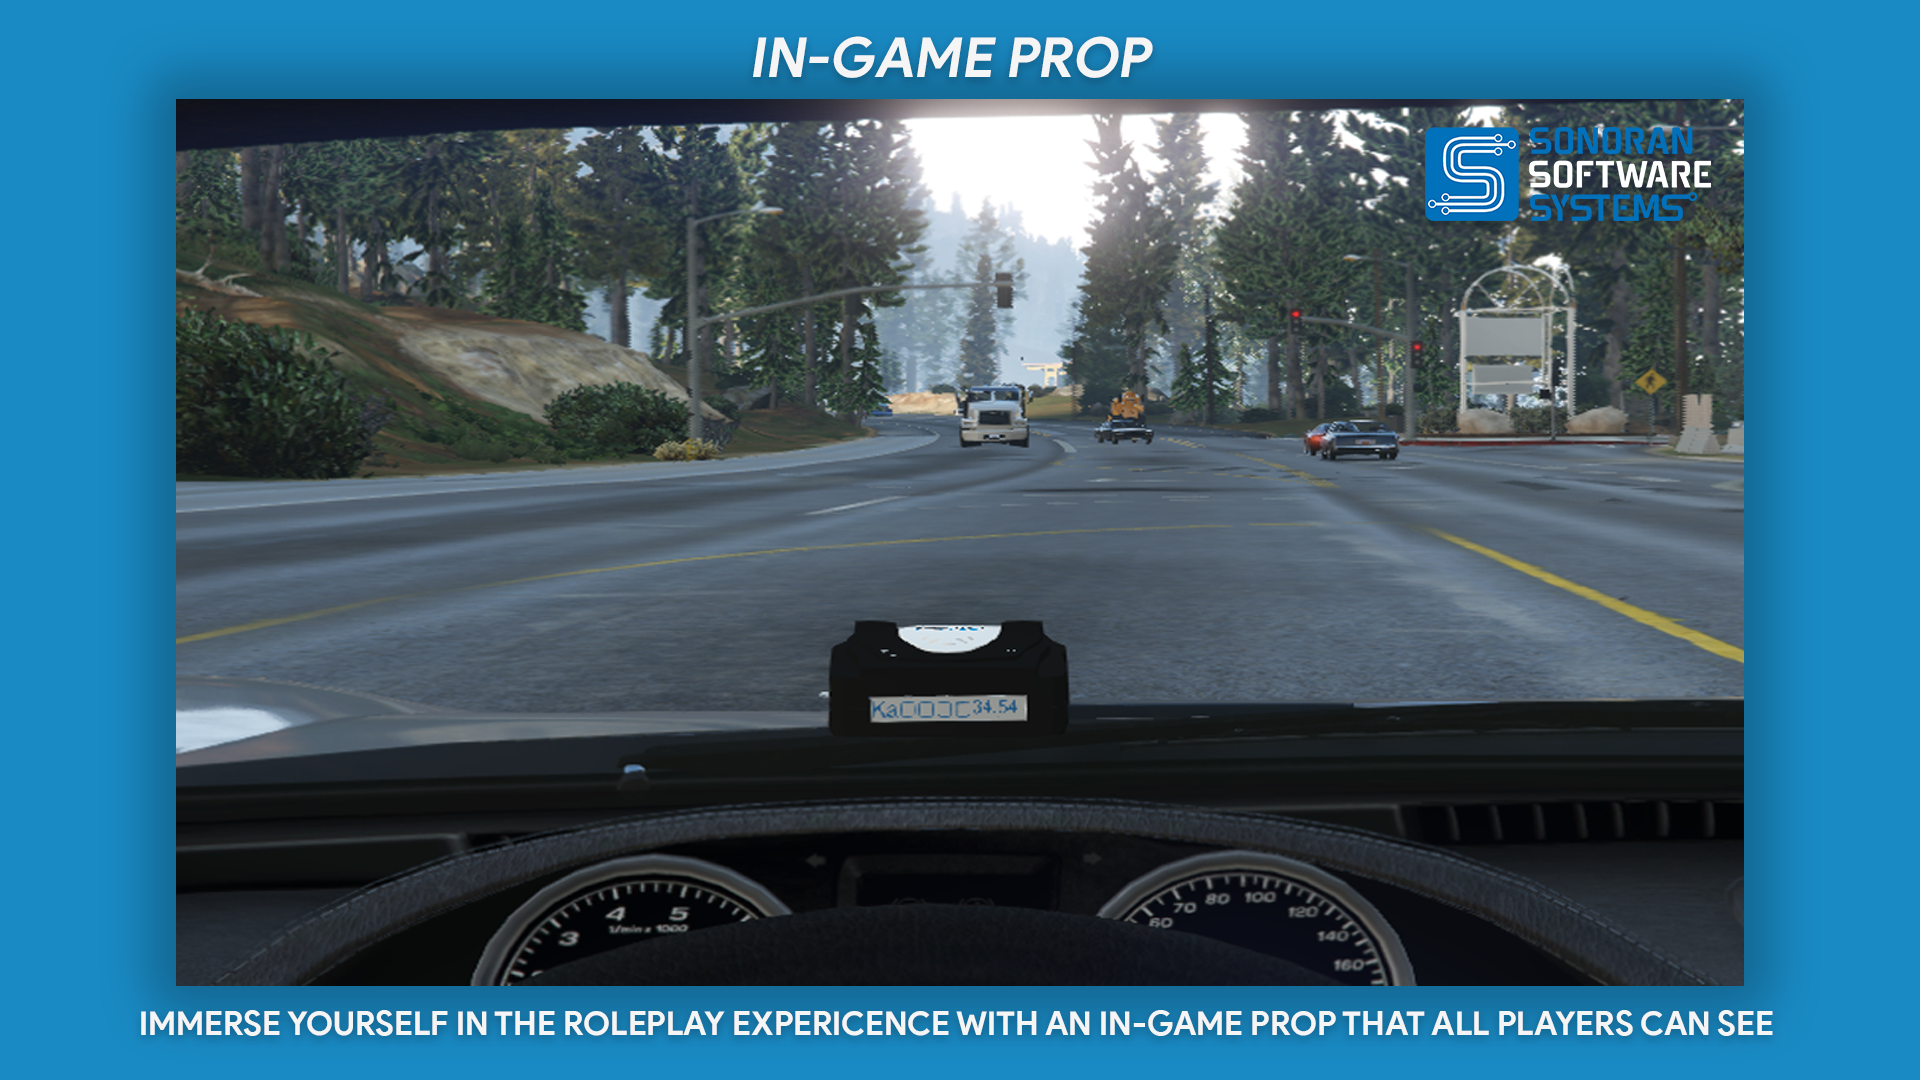 IN-GAME PROP
SONORAN
SOFTWARE
SYSTEMS
Ka 34.54
3 4 5
1/min x 1000
60 70 80 100 120 140 160
IMMERSE YOURSELF IN THE ROLEPLAY EXPERICENCE WITH AN IN-GAME PROP THAT ALL PLAYERS CAN SEE